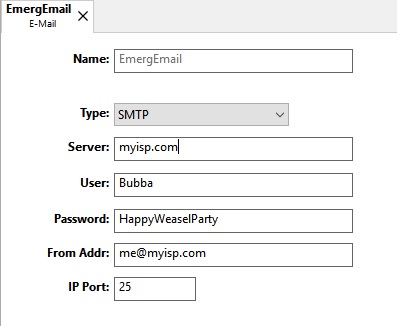 EmergEmail
E-Mail
Name: EmergEmail
Type: SMTP
Server: myisp.com
User: Bubba
Password: HappyWeaselParty
From Addr: me@myisp.com
IP Port: 25